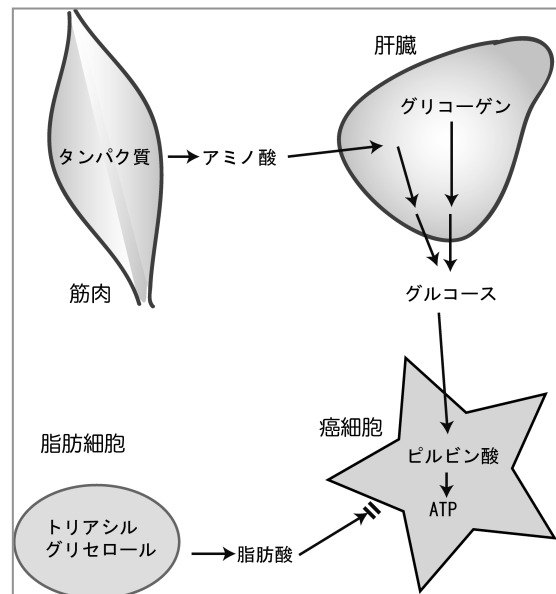 肝臓
グリコーゲン
タンパク質
アミノ酸
筋肉
グルコース
癌細胞
脂肪細胞
ピルビン酸
ATP
トリアシル
グリセロール
脂肪酸